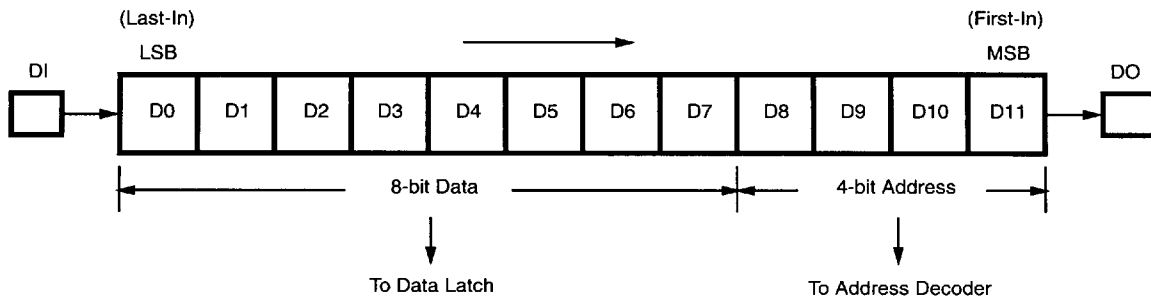 (Last-In)
(First-In)
LSB
MSB
DI
DO
D0 D1 D2 D3 D4 D5 D6 D7 D8 D9 D10 D11
8-bit Data
4-bit Address
To Data Latch
To Address Decoder